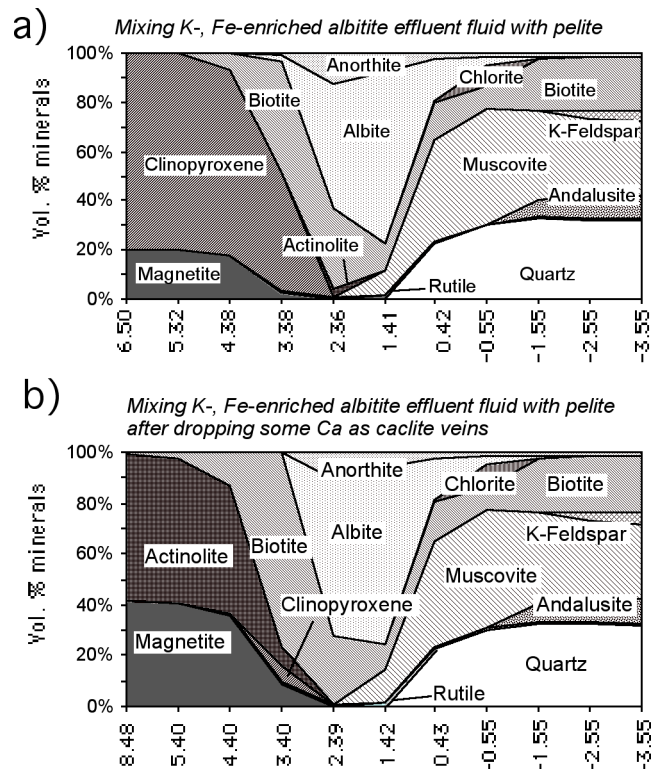 a)
Mixing K-, Fe-enriched albitite effluent fluid with pelite
100%
80%
60%
40%
20%
0%
Vol. % minerals
Anorthite
Chlorite
Biotite
Biotite
Albite
K-Feldspar
Clinopyroxene
Muscovite
Andalusite
Actinolite
Magnetite
Rutile
Quartz
6.50
5.32
4.38
3.38
2.36
1.41
0.42
-0.55
-1.55
-2.55
-3.55
b)
Mixing K-, Fe-enriched albitite effluent fluid with pelite
after dropping some Ca as caclite veins
100%
80%
60%
40%
20%
0%
Vol. % minerals
Anorthite
Chlorite
Biotite
Albite
K-Feldspar
Actinolite
Biotite
Muscovite
Clinopyroxene
Andalusite
Magnetite
Quartz
Rutile
8.48
5.40
4.40
3.40
2.39
1.42
0.43
-0.55
-1.55
-2.55
-3.55